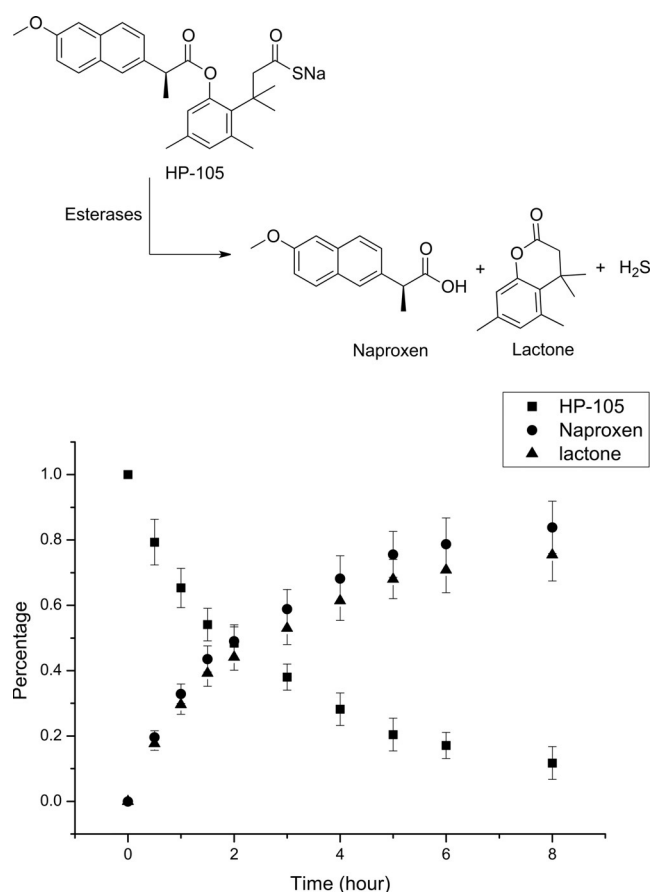 O
O
O
O
SNa
HP-105
Esterases
O
O
OH
+
O
O
+ H₂S
Naproxen
Lactone
HP-105
Naproxen
lactone
1.0
0.8
0.6
0.4
0.2
0.0
Percentage
0 2 4 6 8
Time (hour)